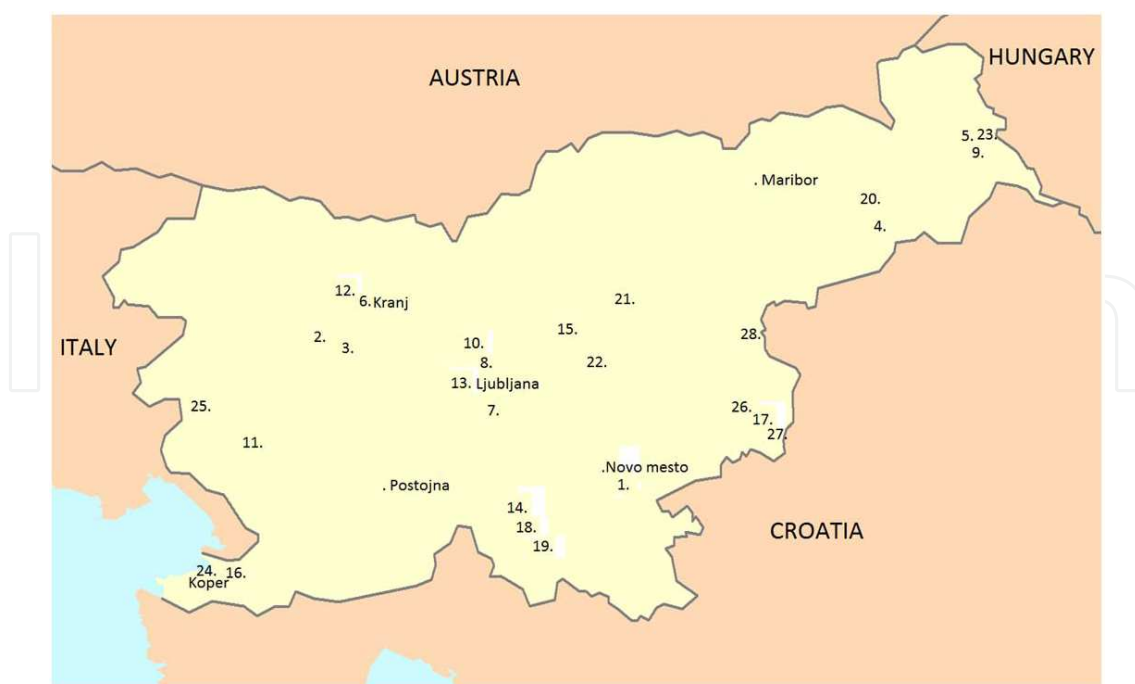 HUNGARY
AUSTRIA
5. 23.
9.
. Maribor
20.
4.
12.
6. Kranj
21.
2.
15.
28.
10.
3.
ITALY
8.
22.
13. Ljubljana
25.
7.
26.
17.
27.
11.
.Novo mesto
1.
. Postojna
14.
18.
CROATIA
19.
24. 16.
Koper